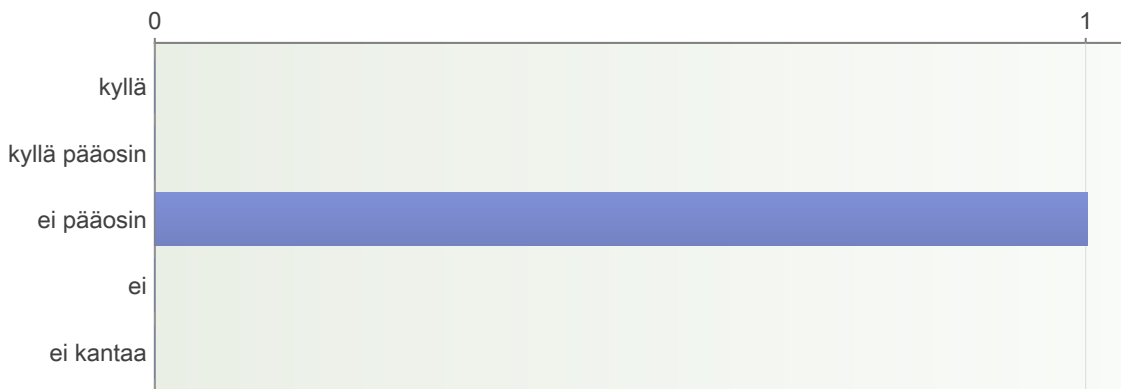 0 1
kyllä
kyllä pääosin
ei pääosin
ei
ei kantaa